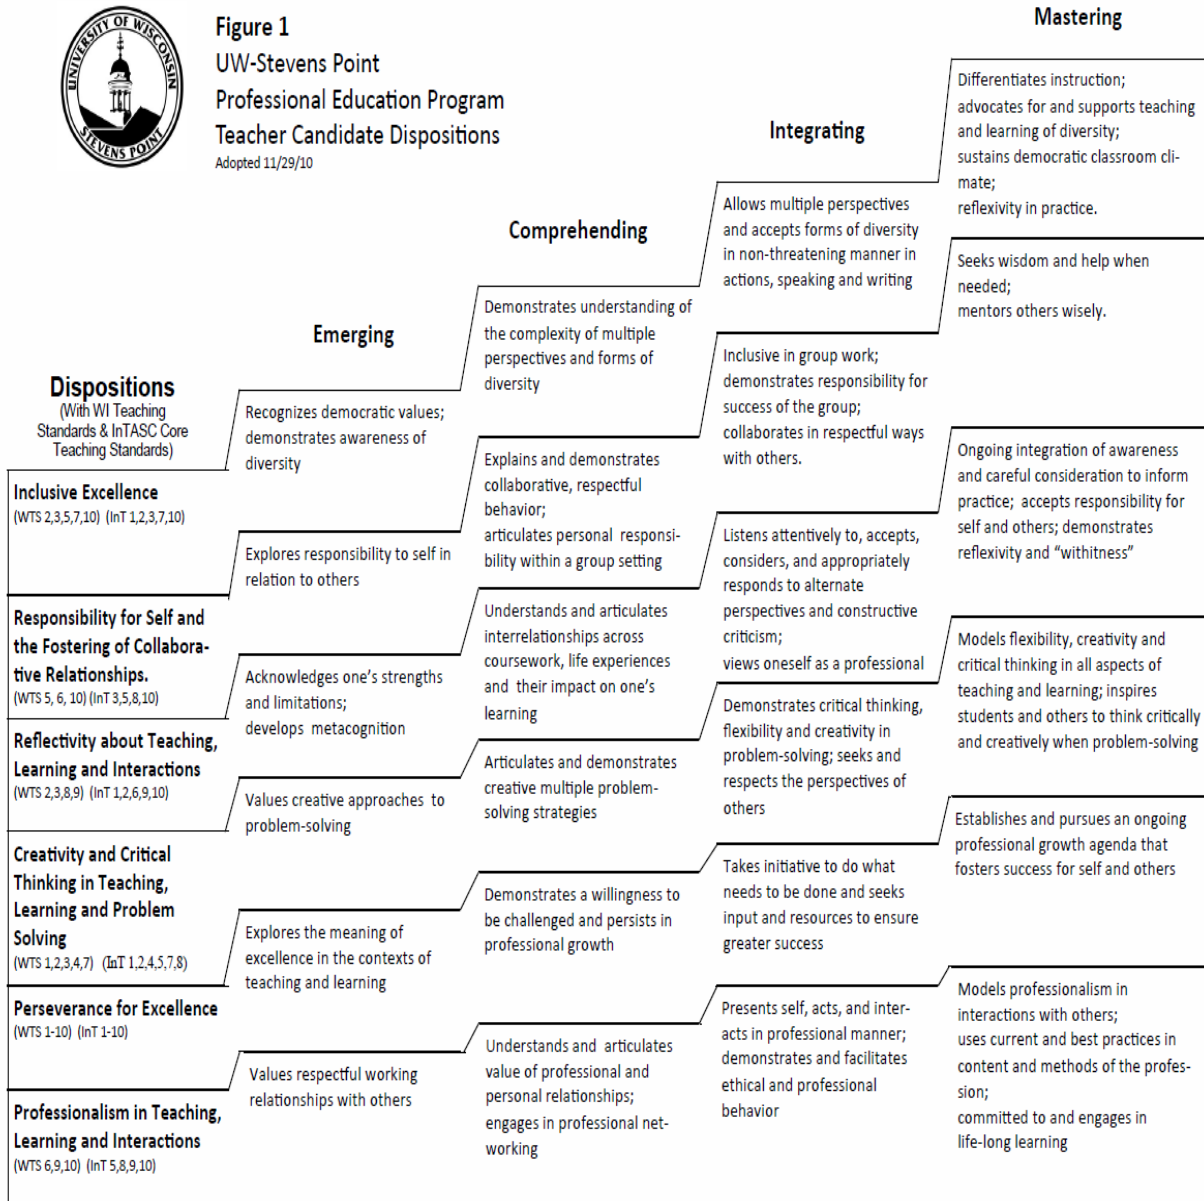 UNIVERSITY OF WISCONSIN
STEVENS POINT
Figure 1
UW-Stevens Point
Professional Education Program
Teacher Candidate Dispositions
Adopted 11/29/10
Mastering
Integrating
Comprehending
Emerging
Dispositions
(With WI Teaching
Standards & InTASC Core
Teaching Standards)
Inclusive Excellence
(WTS 2,3,5,7,10) (InT 1,2,3,7,10)
Recognizes democratic values;
demonstrates awareness of
diversity
Demonstrates understanding of
the complexity of multiple
perspectives and forms of
diversity
Allows multiple perspectives
and accepts forms of diversity
in non-threatening manner in
actions, speaking and writing
Differentiates instruction;
advocates for and supports teaching
and learning of diversity;
sustains democratic classroom cli-
mate;
reflexivity in practice.
Responsibility for Self and
the Fostering of Collabora-
tive Relationships.
(WTS 5, 6, 10) (InT 3,5,8,10)
Explores responsibility to self in
relation to others
Explains and demonstrates
collaborative, respectful
behavior;
articulates personal responsi-
bility within a group setting
Inclusive in group work;
demonstrates responsibility for
success of the group;
collaborates in respectful ways
with others.
Seeks wisdom and help when
needed;
mentors others wisely.
Reflectivity about Teaching,
Learning and Interactions
(WTS 2,3,8,9) (InT 1,2,6,9,10)
Acknowledges one's strengths
and limitations;
develops metacognition
Understands and articulates
interrelationships across
coursework, life experiences
and their impact on one's
learning
Listens attentively to, accepts,
considers, and appropriately
responds to alternate
perspectives and constructive
criticism;
views oneself as a professional
Ongoing integration of awareness
and careful consideration to inform
practice; accepts responsibility for
self and others; demonstrates
reflexivity and “withitness”
Creativity and Critical
Thinking in Teaching,
Learning and Problem
Solving
(WTS 1,2,3,4,7) (InT 1,2,4,5,7,8)
Values creative approaches to
problem-solving
Articulates and demonstrates
creative multiple problem-
solving strategies
Demonstrates critical thinking,
flexibility and creativity in
problem-solving; seeks and
respects the perspectives of
others
Models flexibility, creativity and
critical thinking in all aspects of
teaching and learning; inspires
students and others to think critically
and creatively when problem-solving
Perseverance for Excellence
(WTS 1-10) (InT 1-10)
Explores the meaning of
excellence in the contexts of
teaching and learning
Demonstrates a willingness to
be challenged and persists in
professional growth
Takes initiative to do what
needs to be done and seeks
input and resources to ensure
greater success
Establishes and pursues an ongoing
professional growth agenda that
fosters success for self and others
Professionalism in Teaching,
Learning and Interactions
(WTS 6,9,10) (InT 5,8,9,10)
Values respectful working
relationships with others
Understands and articulates
value of professional and
personal relationships;
engages in professional net-
working
Presents self, acts, and inter-
acts in professional manner;
demonstrates and facilitates
ethical and professional
behavior
Models professionalism in
interactions with others;
uses current and best practices in
content and methods of the profes-
sion;
committed to and engages in
life-long learning